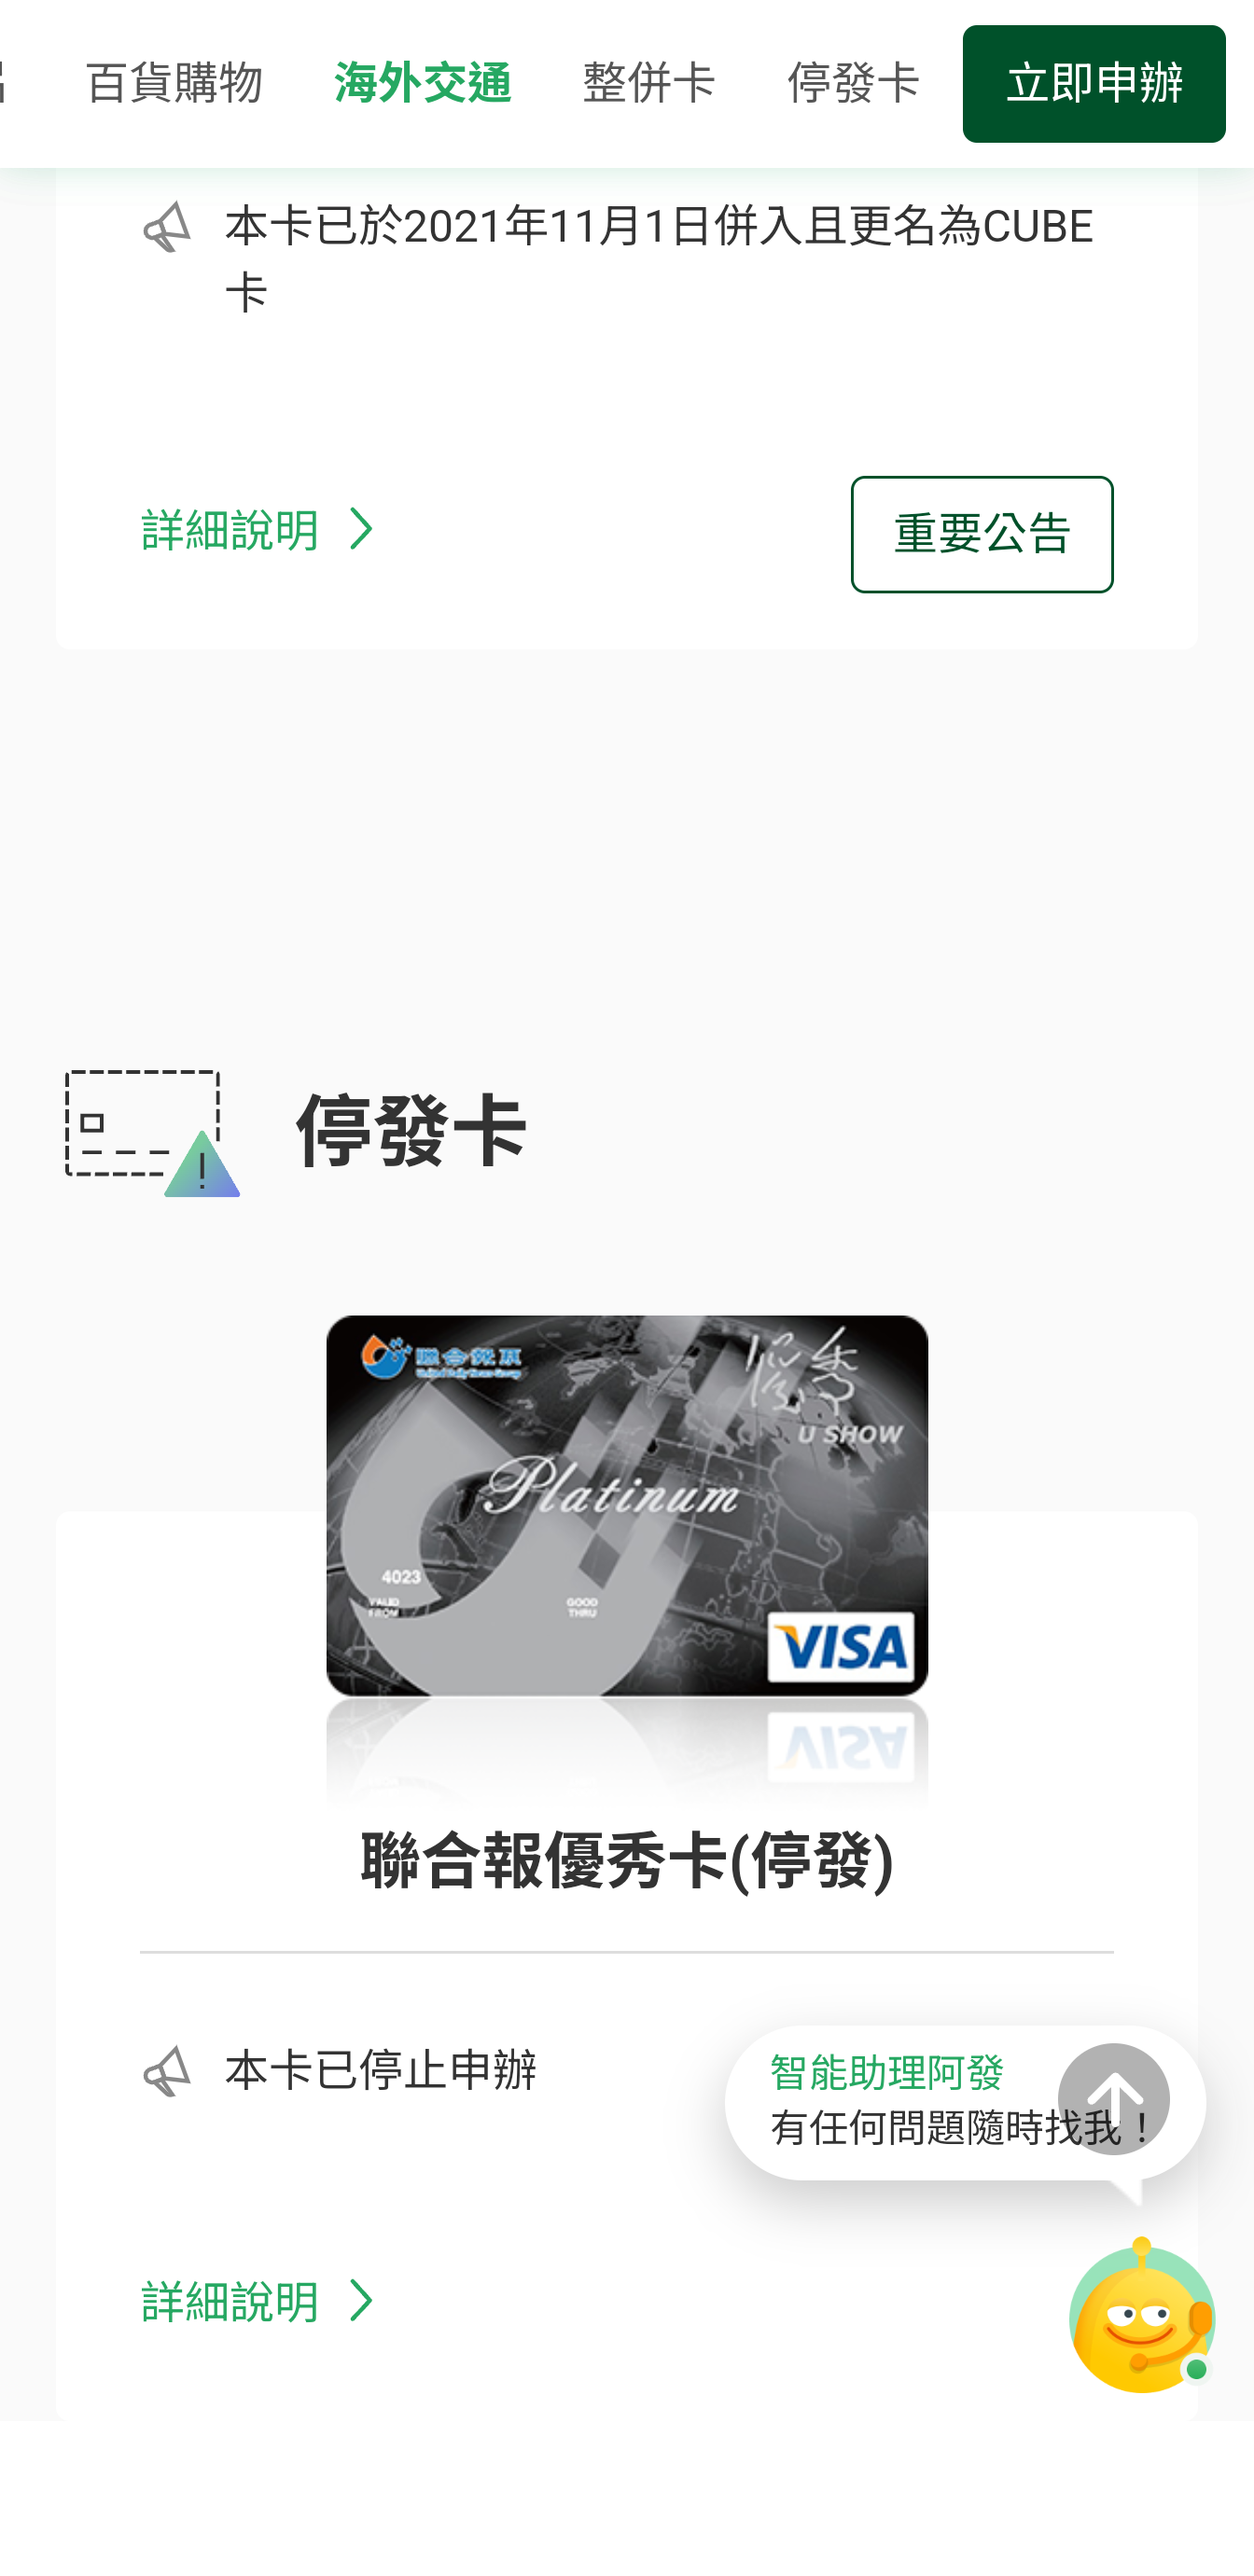 百貨購物 海外交通 整併卡 停發卡 立即申辦
本卡已於2021年11月1日併入且更名為CUBE
卡
詳細說明
重要公告
停發卡
聯合報系
United Daily News Group
優秀
U SHOW
Platinum
4023
VALID
FROM
GOOD
THRU
VISA
聯合報優秀卡(停發)
本卡已停止申辦
智能助理阿發
有任何問題隨時找我！
詳細說明